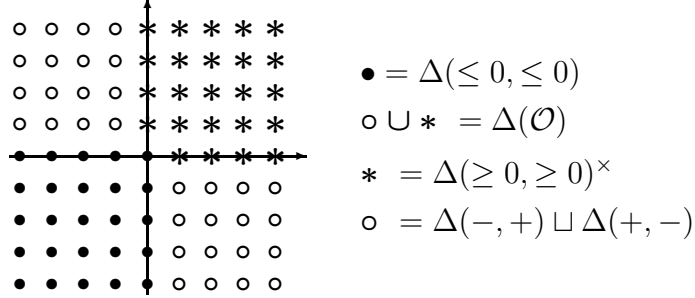 • = Δ(≤ 0, ≤ 0)
∘ ∪ * = Δ(𝒪)
* = Δ(≥ 0, ≥ 0)^×
∘ = Δ(−, +) ⊔ Δ(+, −)